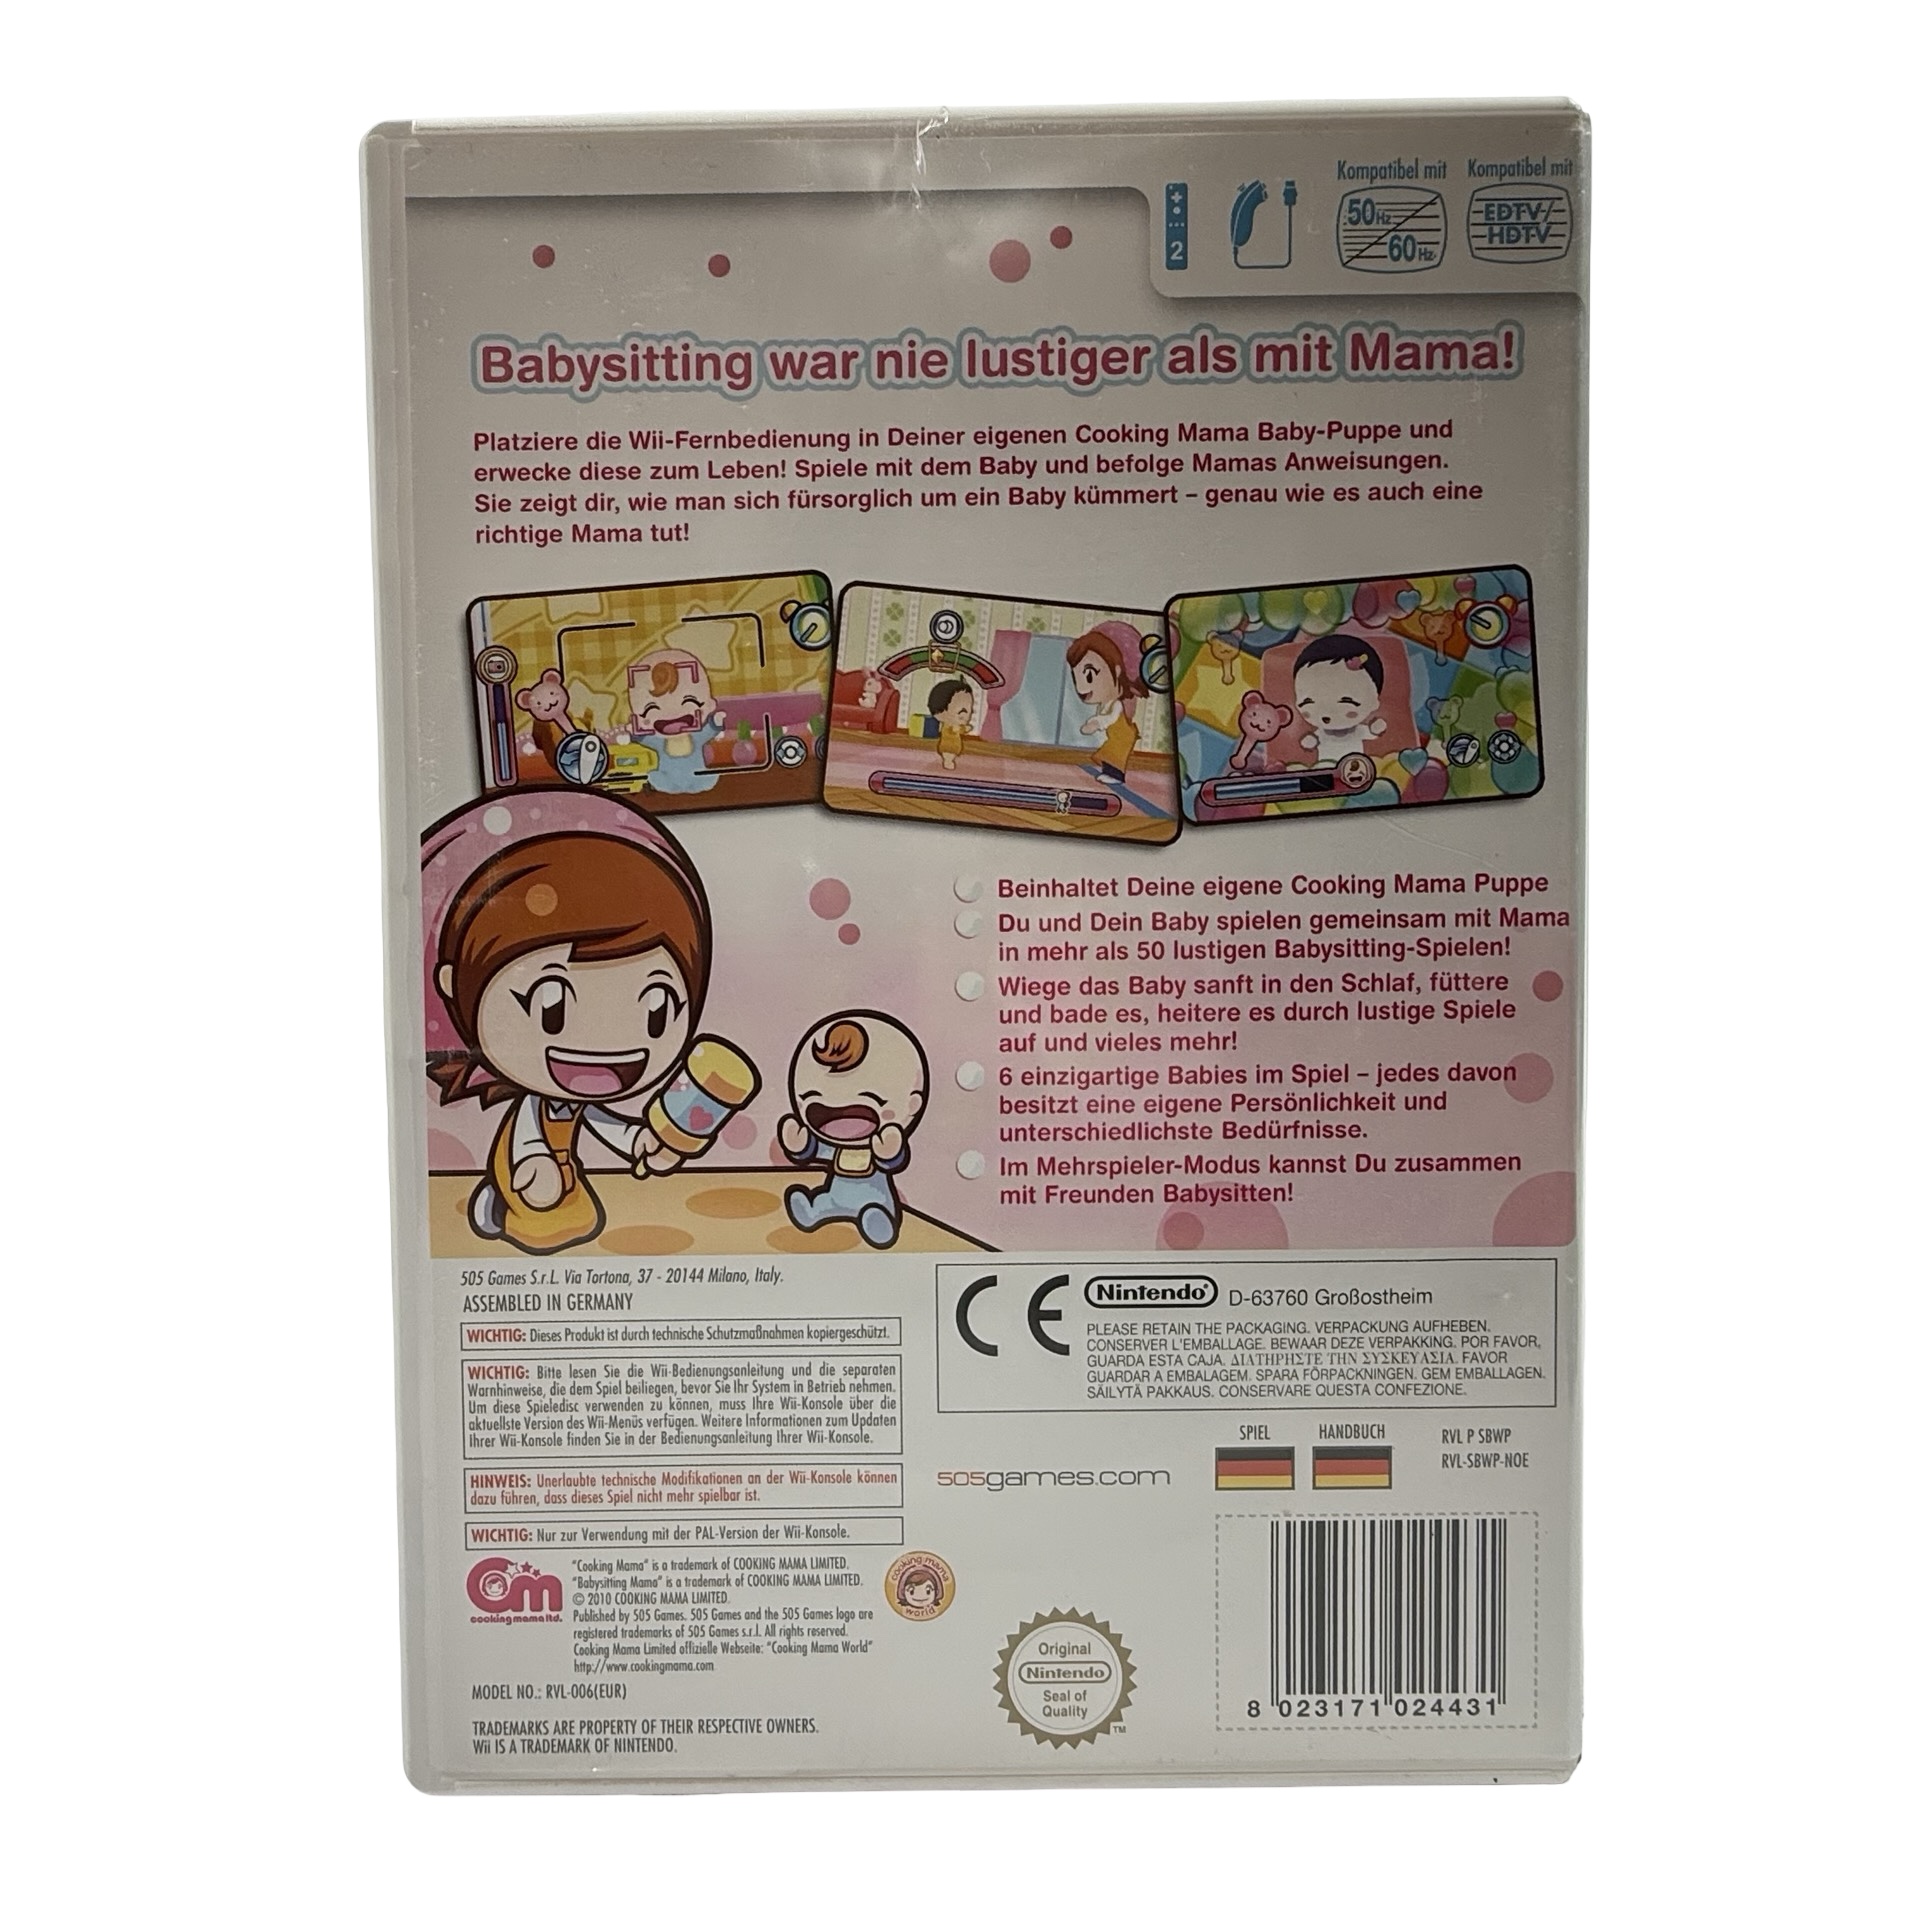 Kompatibel mit
Kompatibel mit
2
50Hz
60Hz
EDTV/
HDTV
Babysitting war nie lustiger als mit Mama!
Platziere die Wii-Fernbedienung in Deiner eigenen Cooking Mama Baby-Puppe und
erwecke diese zum Leben! Spiele mit dem Baby und befolge Mamas Anweisungen.
Sie zeigt dir, wie man sich fürsorglich um ein Baby kümmert – genau wie es auch eine
richtige Mama tut!
Beinhaltet Deine eigene Cooking Mama Puppe
Du und Dein Baby spielen gemeinsam mit Mama
in mehr als 50 lustigen Babysitting-Spielen!
Wiege das Baby sanft in den Schlaf, füttere
und bade es, heitere es durch lustige Spiele
auf und vieles mehr!
6 einzigartige Babies im Spiel – jedes davon
besitzt eine eigene Persönlichkeit und
unterschiedlichste Bedürfnisse.
Im Mehrspieler-Modus kannst Du zusammen
mit Freunden Babysitten!
505 Games S.r.L. Via Tortona, 37 - 20144 Milano, Italy.
ASSEMBLED IN GERMANY
WICHTIG: Dieses Produkt ist durch technische Schutzmaßnahmen kopiergeschützt.
WICHTIG: Bitte lesen Sie die Wii-Bedienungsanleitung und die separaten
Warnhinweise, die dem Spiel beiliegen, bevor Sie Ihr System in Betrieb nehmen.
Um diese Spieledisc verwenden zu können, muss Ihre Wii-Konsole über die
aktuellste Version des Wii-Menüs verfügen. Weitere Informationen zum Updaten
Ihrer Wii-Konsole finden Sie in der Bedienungsanleitung Ihrer Wii-Konsole.
HINWEIS: Unerlaubte technische Modifikationen an der Wii-Konsole können
dazu führen, dass dieses Spiel nicht mehr spielbar ist.
WICHTIG: Nur zur Verwendung mit der PAL-Version der Wii-Konsole.
cookingmama ltd.
"Cooking Mama" is a trademark of COOKING MAMA LIMITED.
"Babysitting Mama" is a trademark of COOKING MAMA LIMITED.
© 2010 COOKING MAMA LIMITED.
Published by 505 Games. 505 Games and the 505 Games logo are
registered trademarks of 505 Games s.r.l. All rights reserved.
Cooking Mama Limited offizielle Webseite: "Cooking Mama World"
http://www.cookingmama.com
cooking mama
world
MODEL NO.: RVL-006(EUR)
TRADEMARKS ARE PROPERTY OF THEIR RESPECTIVE OWNERS.
Wii IS A TRADEMARK OF NINTENDO.
CE
Nintendo® D-63760 Großostheim
PLEASE RETAIN THE PACKAGING. VERPACKUNG AUFHEBEN.
CONSERVER L'EMBALLAGE. BEWAAR DEZE VERPAKKING. POR FAVOR,
GUARDA ESTA CAJA. ΔΙΑΤΗΡΗΣΤΕ ΤΗΝ ΣΥΣΚΕΥΑΣΙΑ. FAVOR
GUARDAR A EMBALAGEM. SPARA FÖRPACKNINGEN. GEM EMBALLAGEN.
SÄILYTÄ PAKKAUS. CONSERVARE QUESTA CONFEZIONE.
505games.com
SPIEL
HANDBUCH
RVL P SBWP
RVL-SBWP-NOE
Original
Nintendo
Seal of
Quality
TM
8 023171 024431